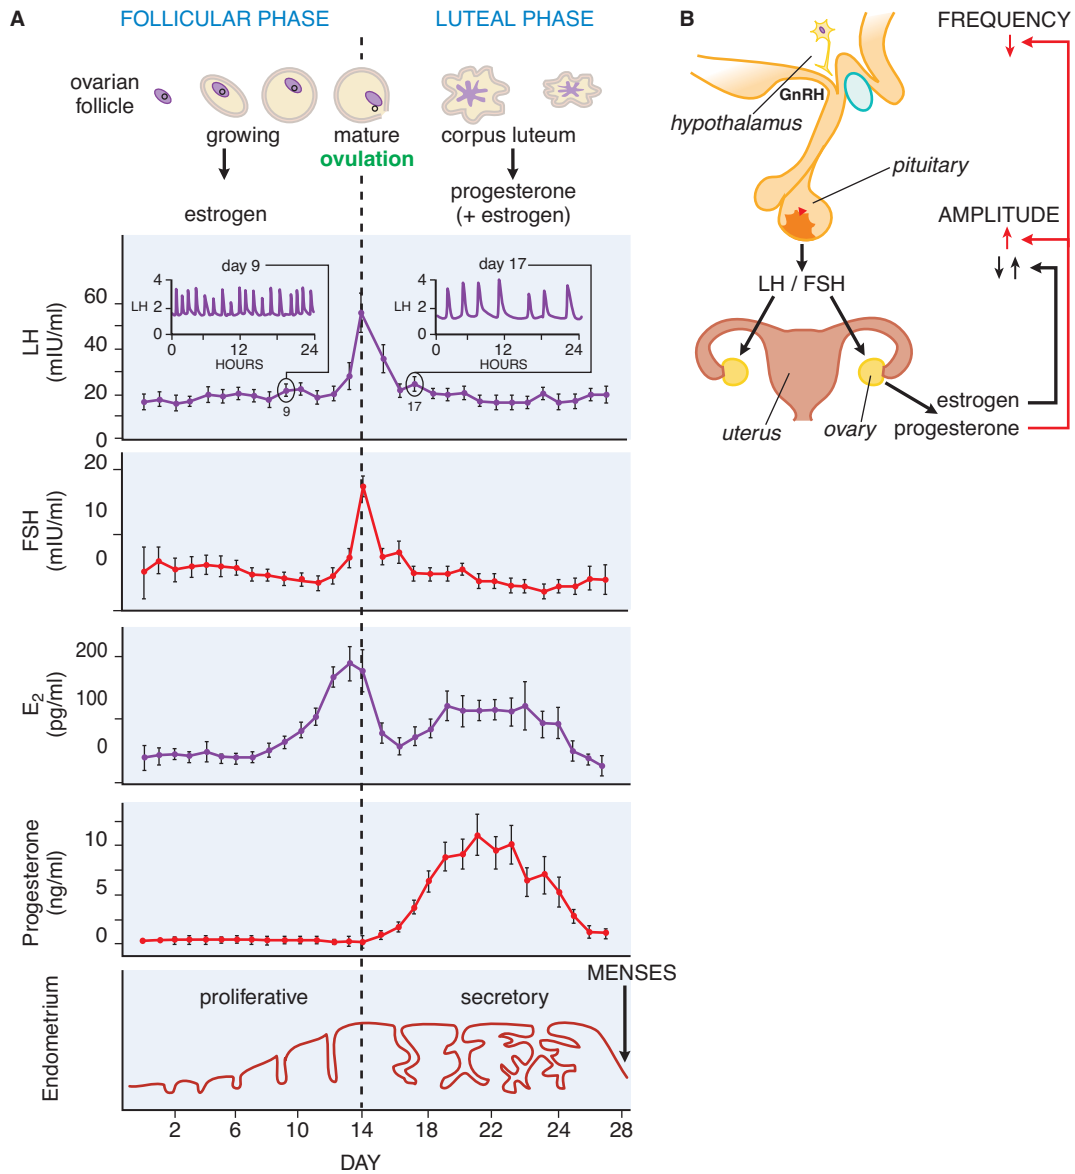 A
FOLLICULAR PHASE
LUTEAL PHASE
ovarian
follicle
growing
mature
ovulation
corpus luteum
estrogen
progesterone
(+ estrogen)
LH
(mIU/ml)
60
40
20
0
day 9
LH
4
2
0
0
12
24
HOURS
9
day 17
LH
4
2
0
0
12
24
HOURS
17
FSH
(mIU/ml)
20
10
0
E2
(pg/ml)
200
100
0
Progesterone
(ng/ml)
10
5
0
Endometrium
proliferative
secretory
MENSES
2
6
10
14
18
22
24
28
DAY
B
FREQUENCY
GnRH
hypothalamus
pituitary
AMPLITUDE
LH / FSH
uterus
ovary
estrogen
progesterone